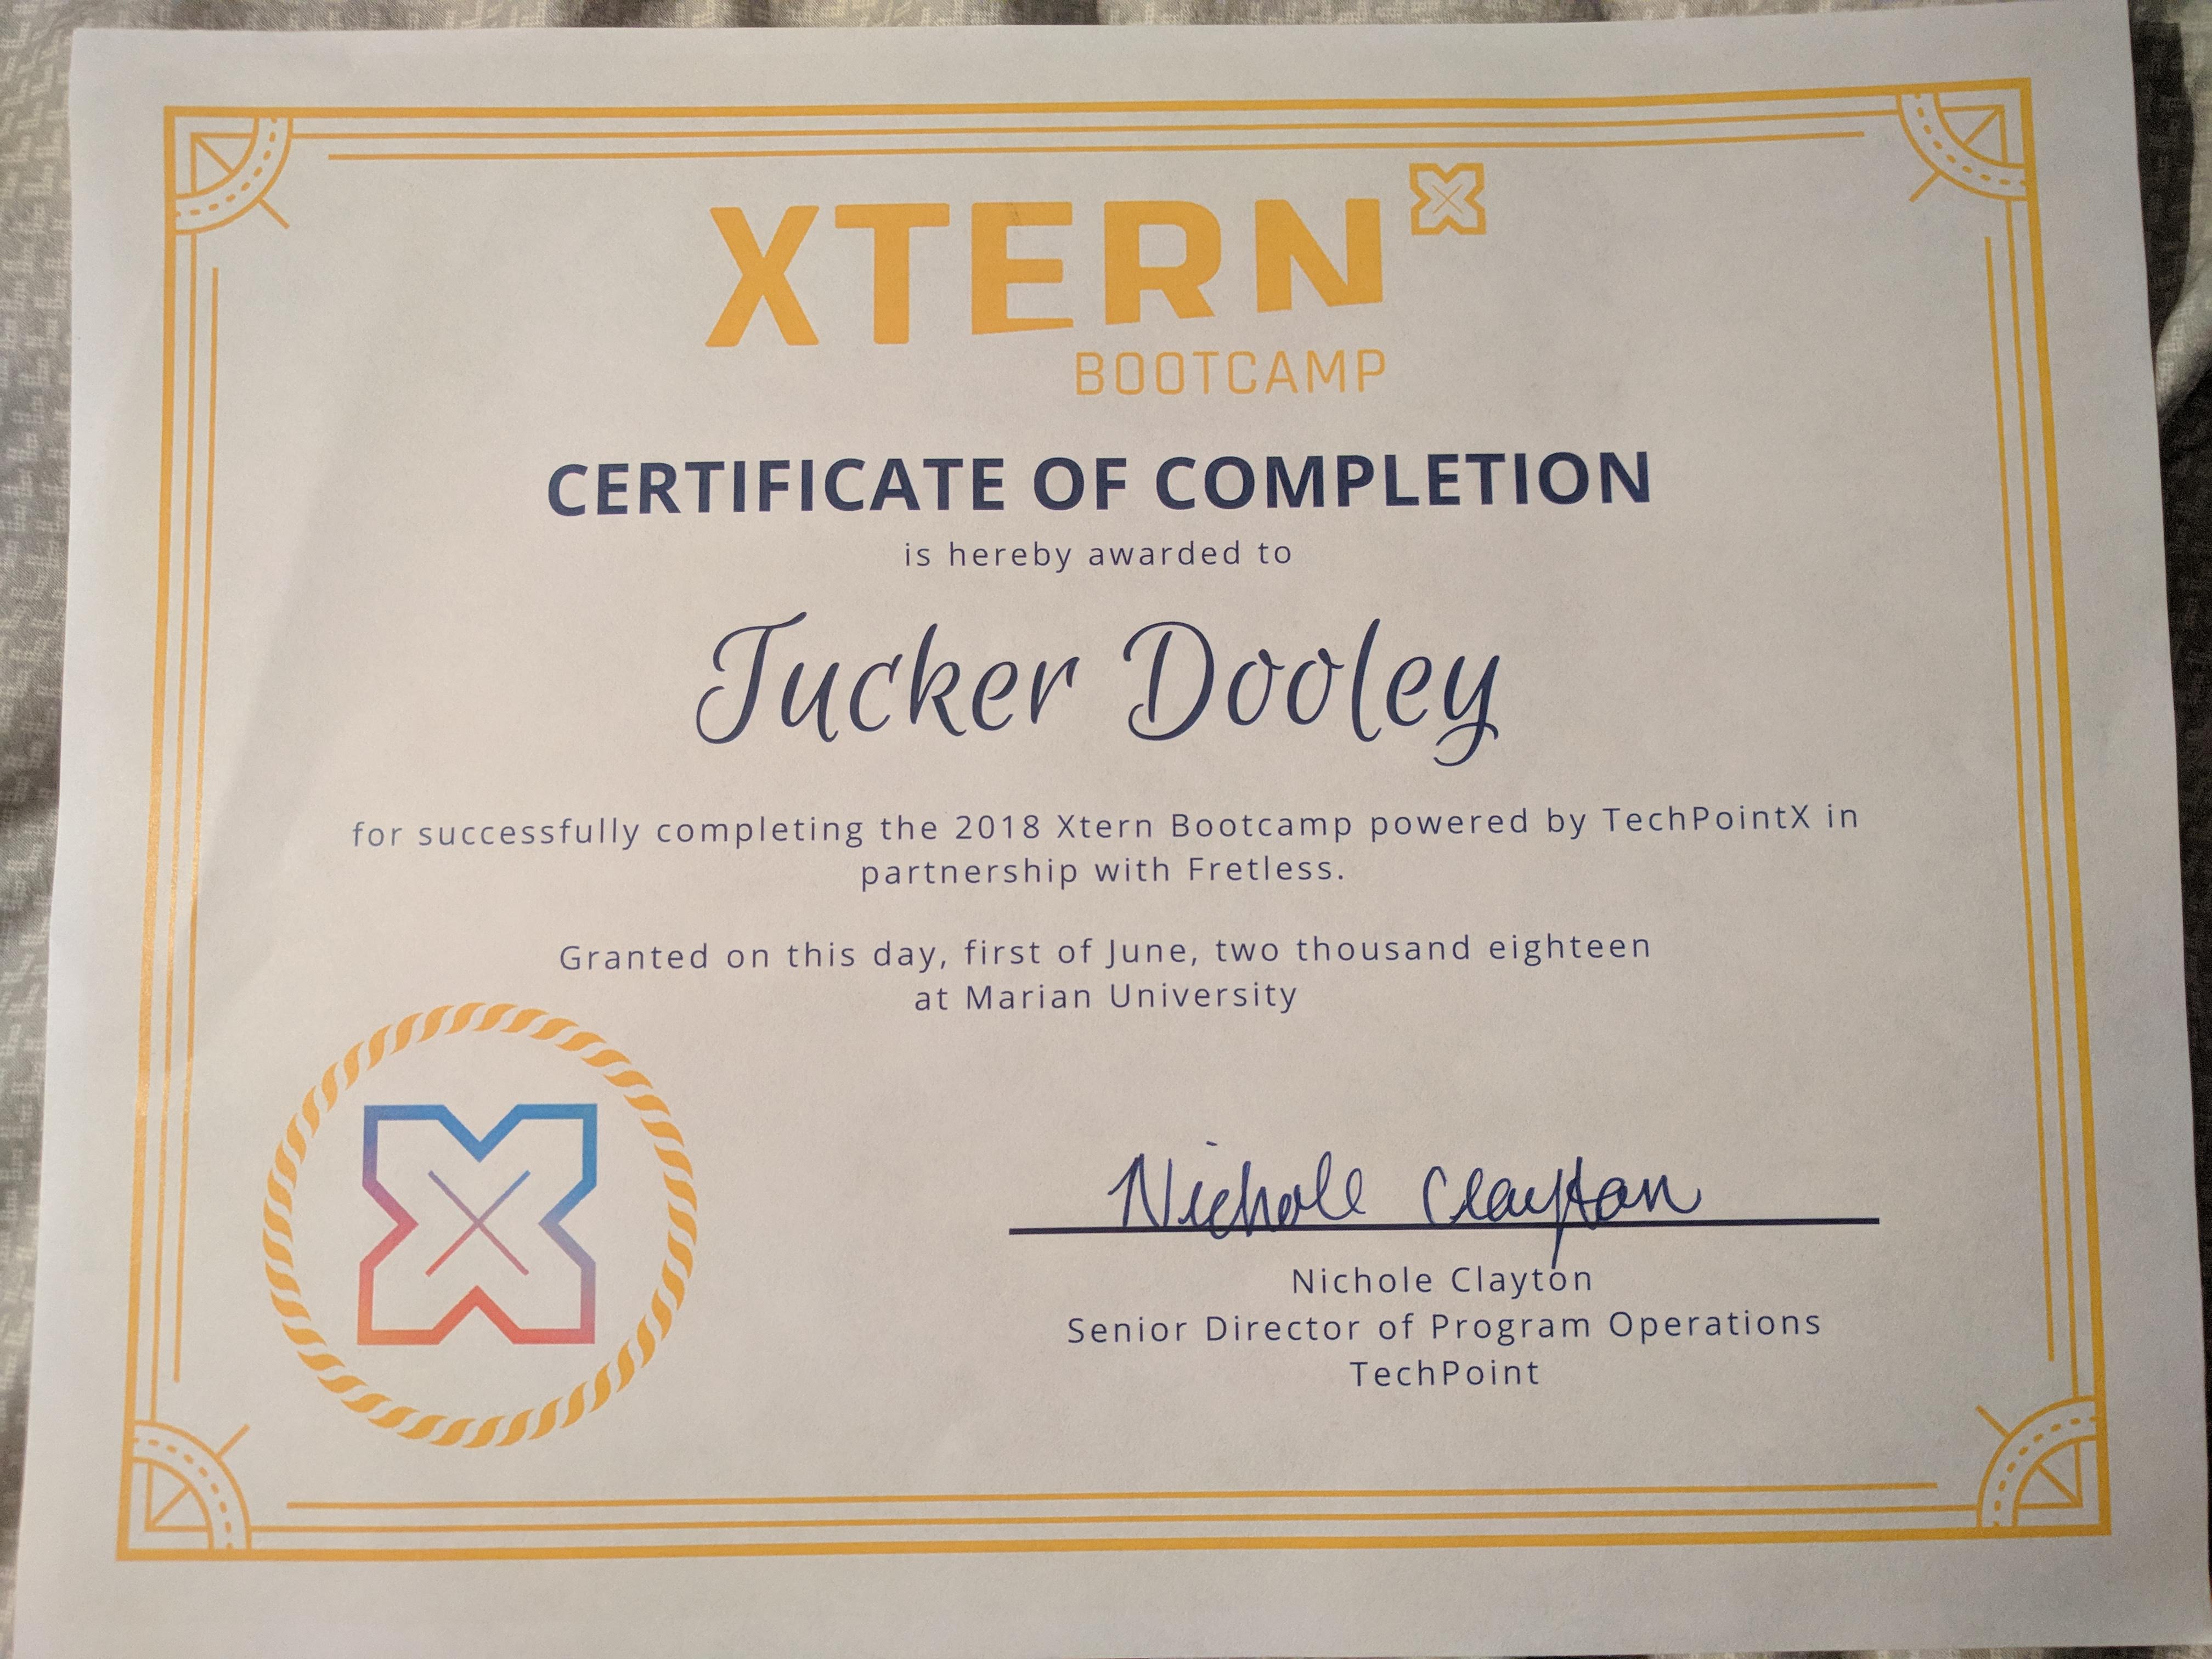 XTERN
BOOTCAMP
CERTIFICATE OF COMPLETION
is hereby awarded to
Tucker Dooley
for successfully completing the 2018 Xtern Bootcamp powered by TechPointX in
partnership with Fretless.
Granted on this day, first of June, two thousand eighteen
at Marian University
Nichole Clayton
Nichole Clayton
Senior Director of Program Operations
TechPoint